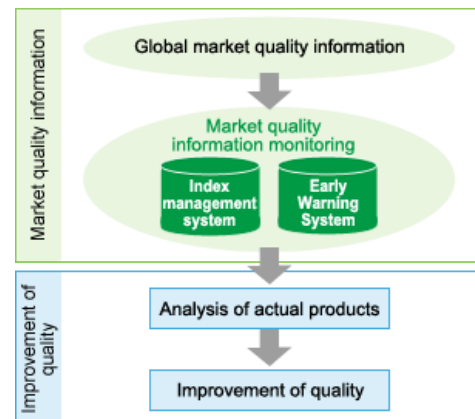 Market quality information
Global market quality information
Market quality
information monitoring
Index
management
system
Early
Warning
System
Improvement of
quality
Analysis of actual products
Improvement of quality